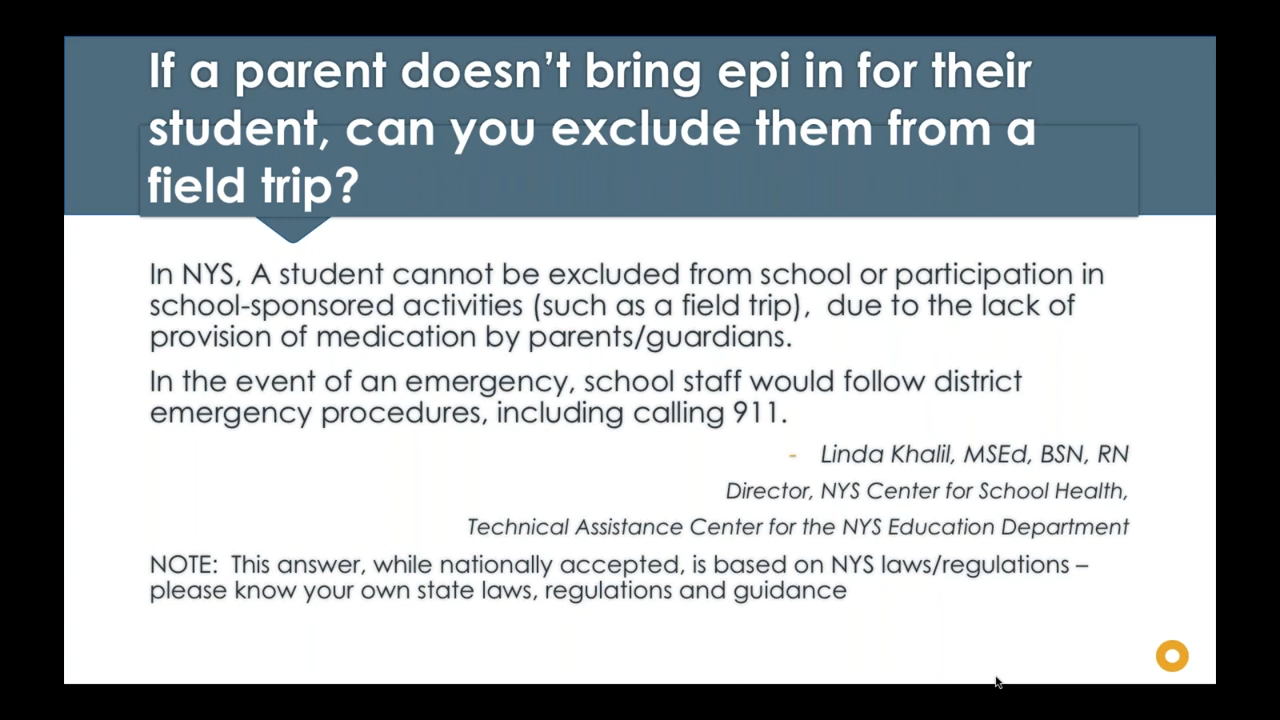 If a parent doesn’t bring epi in for their
student, can you exclude them from a
field trip?
In NYS, A student cannot be excluded from school or participation in
school-sponsored activities (such as a field trip),  due to the lack of
provision of medication by parents/guardians.
In the event of an emergency, school staff would follow district
emergency procedures, including calling 911.
- Linda Khalil, MSEd, BSN, RN
Director, NYS Center for School Health,
Technical Assistance Center for the NYS Education Department
NOTE:  This answer, while nationally accepted, is based on NYS laws/regulations –
please know your own state laws, regulations and guidance